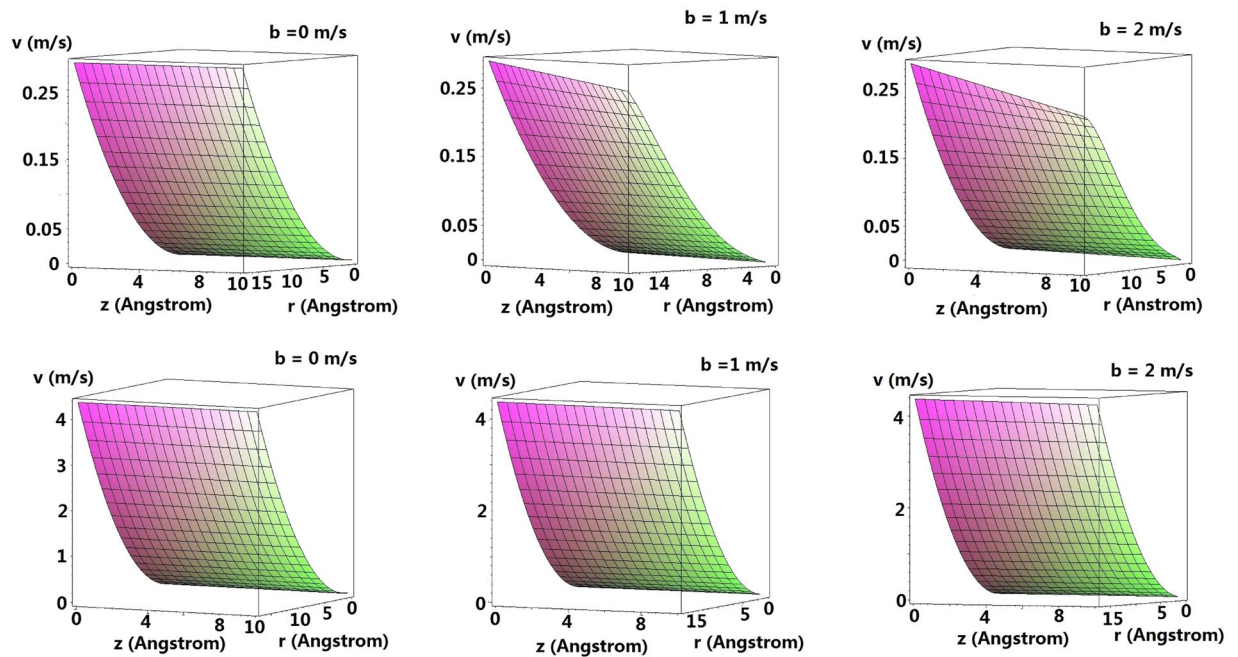 b =0 m/s
v (m/s)
0.25
0.15
0.05
0
0 4 8 10 15 10 5 0
z (Angstrom) r (Angstrom)
b = 1 m/s
v (m/s)
0.25
0.15
0.05
0
0 4 8 10 14 8 4 0
z (Angstrom) r (Angstrom)
b = 2 m/s
v (m/s)
0.25
0.15
0.05
0
0 4 8 10 10 5 0
z (Angstrom) r (Anstrom)
b = 0 m/s
v (m/s)
4
3
2
1
0
0 4 8 10 10 5 0
z (Angstrom) r (Angstrom)
b =1 m/s
v (m/s)
4
2
0
0 4 8 15 5 0
z (Angstrom) r (Angstrom)
b = 2 m/s
v (m/s)
4
2
0
0 4 8 15 5 0
z (Angstrom) r (Angstrom)